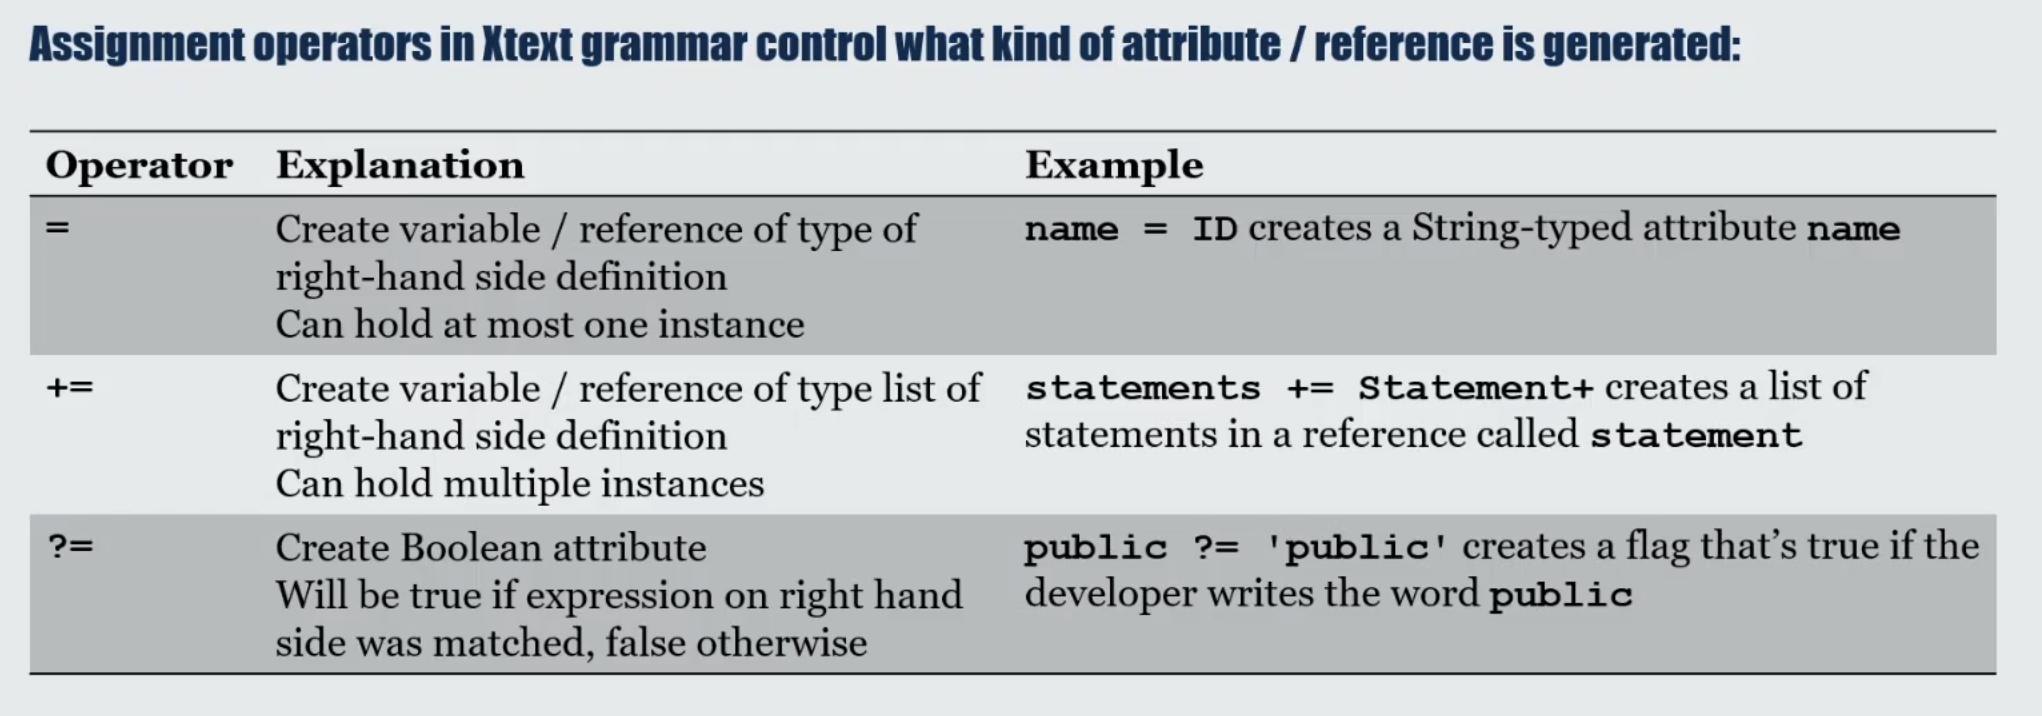 Assignment operators in Xtext grammar control what kind of attribute / reference is generated:
Operator Explanation Example
= Create variable / reference of type of name = ID creates a String-typed attribute name
right-hand side definition
Can hold at most one instance
+= Create variable / reference of type list of statements += Statement+ creates a list of
right-hand side definition statements in a reference called statement
Can hold multiple instances
?= Create Boolean attribute public ?= 'public' creates a flag that’s true if the
Will be true if expression on right hand developer writes the word public
side was matched, false otherwise